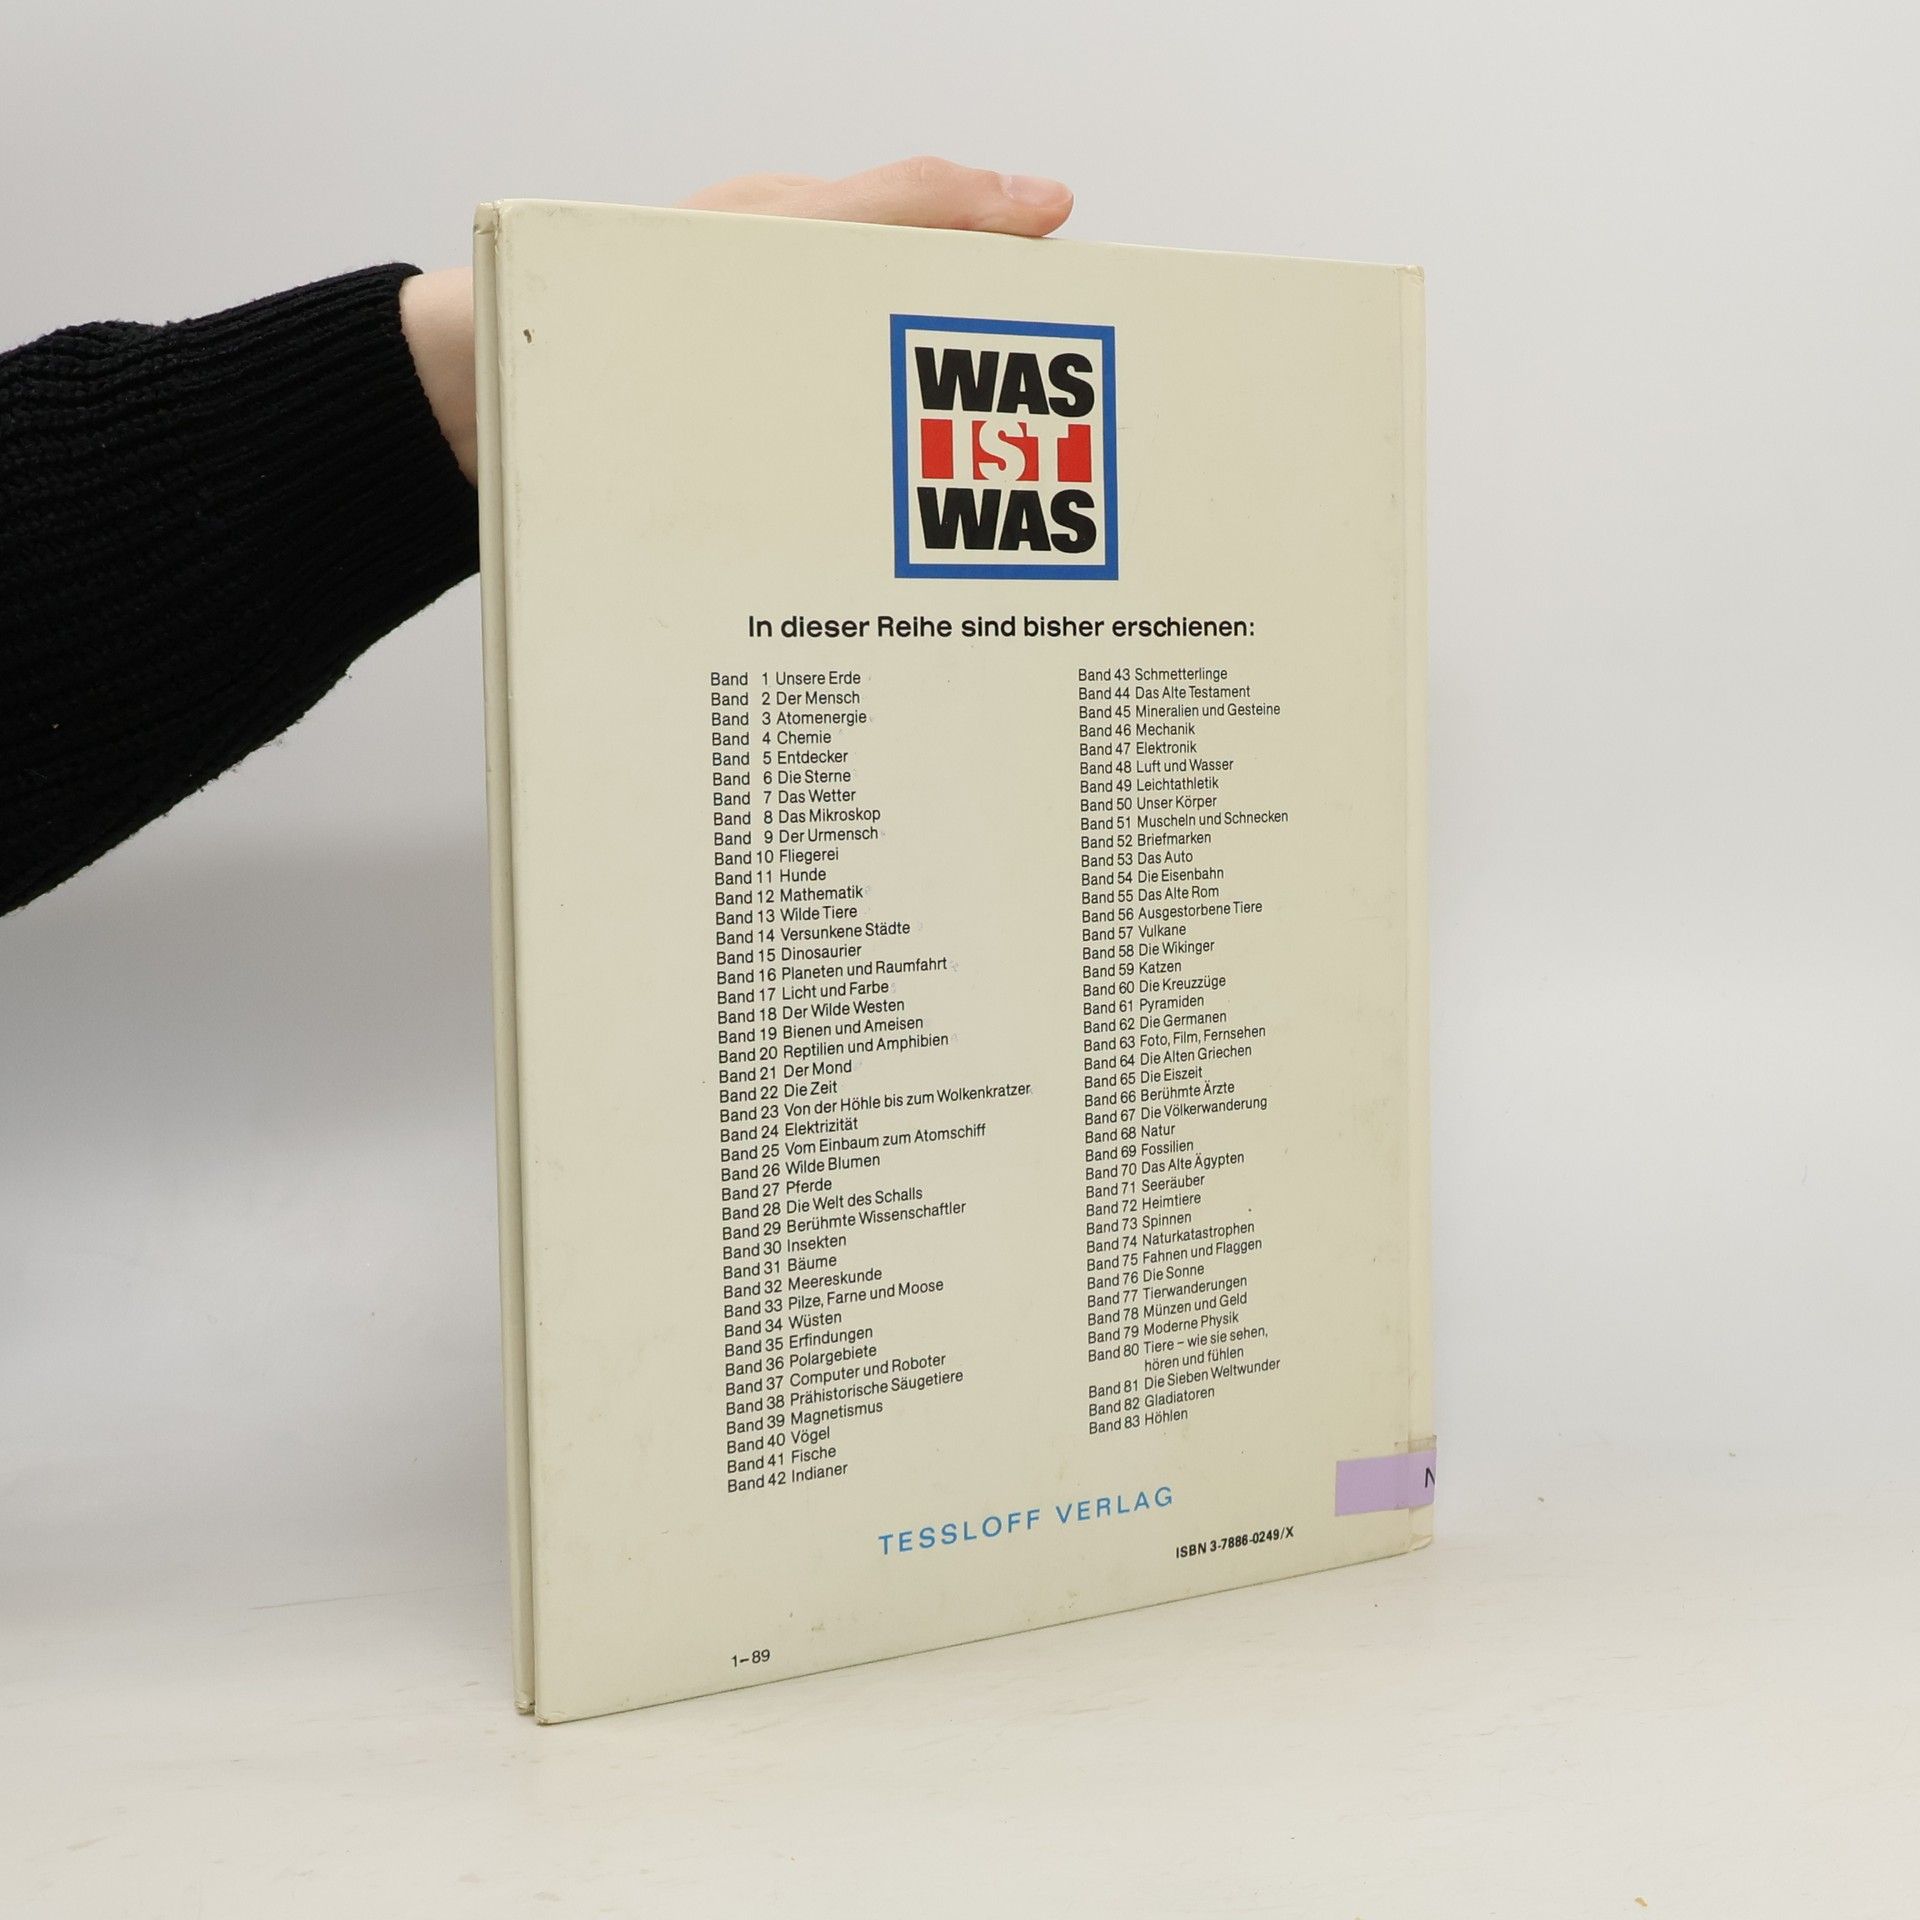 WAS
IST
WAS
In dieser Reihe sind bisher erschienen:
Band 1 Unsere Erde
Band 2 Der Mensch
Band 3 Atomenergie
Band 4 Chemie
Band 5 Entdecker
Band 6 Die Sterne
Band 7 Das Wetter
Band 8 Das Mikroskop
Band 9 Der Urmensch
Band 10 Fliegerei
Band 11 Hunde
Band 12 Mathematik
Band 13 Wilde Tiere
Band 14 Versunkene Städte
Band 15 Dinosaurier
Band 16 Planeten und Raumfahrt
Band 17 Licht und Farbe
Band 18 Der Wilde Westen
Band 19 Bienen und Ameisen
Band 20 Reptilien und Amphibien
Band 21 Der Mond
Band 22 Die Zeit
Band 23 Von der Höhle bis zum Wolkenkratzer
Band 24 Elektrizität
Band 25 Vom Einbaum zum Atomschiff
Band 26 Wilde Blumen
Band 27 Pferde
Band 28 Die Welt des Schalls
Band 29 Berühmte Wissenschaftler
Band 30 Insekten
Band 31 Bäume
Band 32 Meereskunde
Band 33 Pilze, Farne und Moose
Band 34 Wüsten
Band 35 Erfindungen
Band 36 Polargebiete
Band 37 Computer und Roboter
Band 38 Prähistorische Säugetiere
Band 39 Magnetismus
Band 40 Vögel
Band 41 Fische
Band 42 Indianer
Band 43 Schmetterlinge
Band 44 Das Alte Testament
Band 45 Mineralien und Gesteine
Band 46 Mechanik
Band 47 Elektronik
Band 48 Luft und Wasser
Band 49 Leichtathletik
Band 50 Unser Körper
Band 51 Muscheln und Schnecken
Band 52 Briefmarken
Band 53 Das Auto
Band 54 Die Eisenbahn
Band 55 Das Alte Rom
Band 56 Ausgestorbene Tiere
Band 57 Vulkane
Band 58 Die Wikinger
Band 59 Katzen
Band 60 Die Kreuzzüge
Band 61 Pyramiden
Band 62 Die Germanen
Band 63 Foto, Film, Fernsehen
Band 64 Die Alten Griechen
Band 65 Die Eiszeit
Band 66 Berühmte Ärzte
Band 67 Die Völkerwanderung
Band 68 Natur
Band 69 Fossilien
Band 70 Das Alte Ägypten
Band 71 Seeräuber
Band 72 Heimtiere
Band 73 Spinnen
Band 74 Naturkatastrophen
Band 75 Fahnen und Flaggen
Band 76 Die Sonne
Band 77 Tierwanderungen
Band 78 Münzen und Geld
Band 79 Moderne Physik
Band 80 Tiere – wie sie sehen,
hören und fühlen
Band 81 Die Sieben Weltwunder
Band 82 Gladiatoren
Band 83 Höhlen
N
TESSLOFF VERLAG
ISBN 3-7886-0249/X
1–89